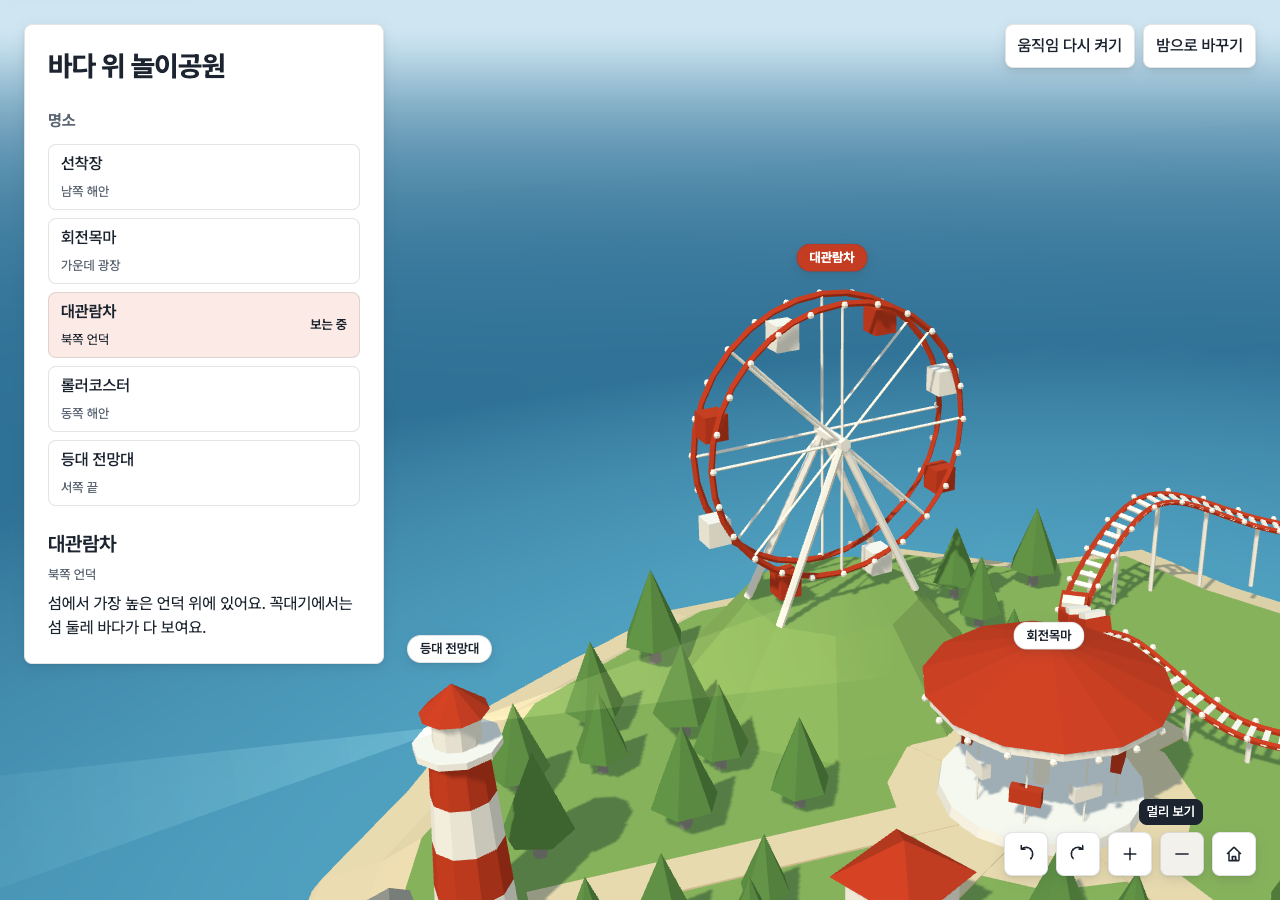 바다 위 놀이공원
명소
선착장
남쪽 해안
회전목마
가운데 광장
대관람차
북쪽 언덕
보는 중
롤러코스터
동쪽 해안
등대 전망대
서쪽 끝
대관람차
북쪽 언덕
섬에서 가장 높은 언덕 위에 있어요. 꼭대기에서는
섬 둘레 바다가 다 보여요.
움직임 다시 켜기
밤으로 바꾸기
대관람차
등대 전망대
회전목마
멀리 보기